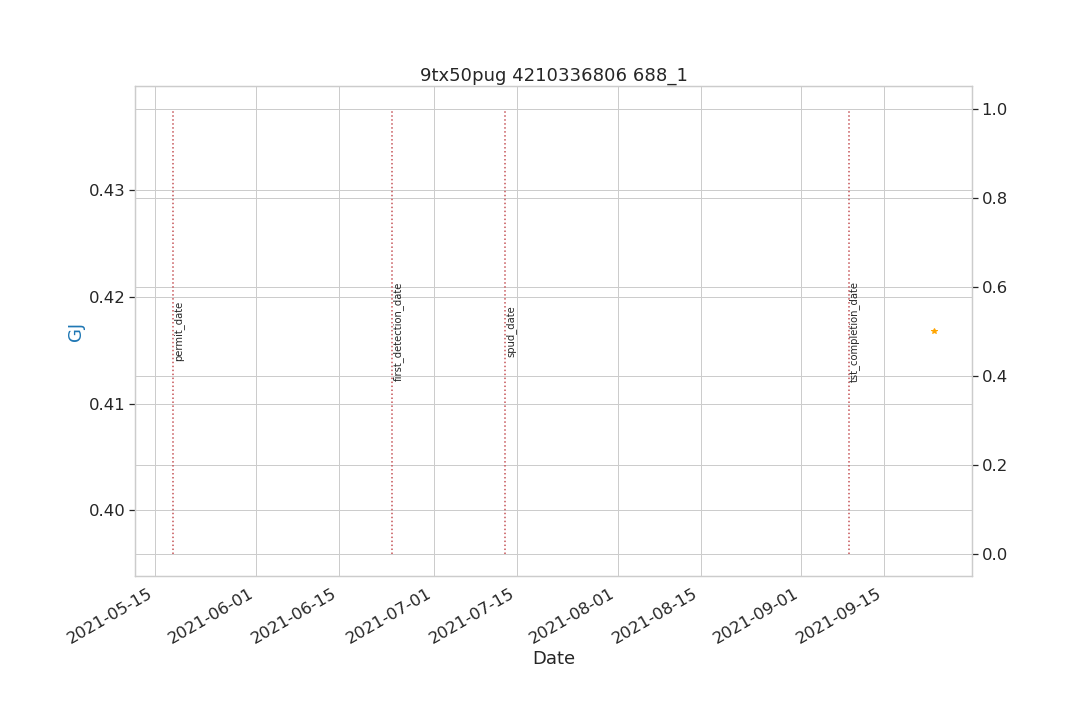 9tx50pug 4210336806 688_1
1.0
0.43
0.8
0.42
0.6
GJ
permit_date
first_detection_date
spud_date
tst_completion_date
0.41
0.4
0.40
0.2
0.0
2021-05-15
2021-06-01
2021-06-15
2021-07-01
2021-07-15
2021-08-01
2021-08-15
2021-09-01
2021-09-15
Date